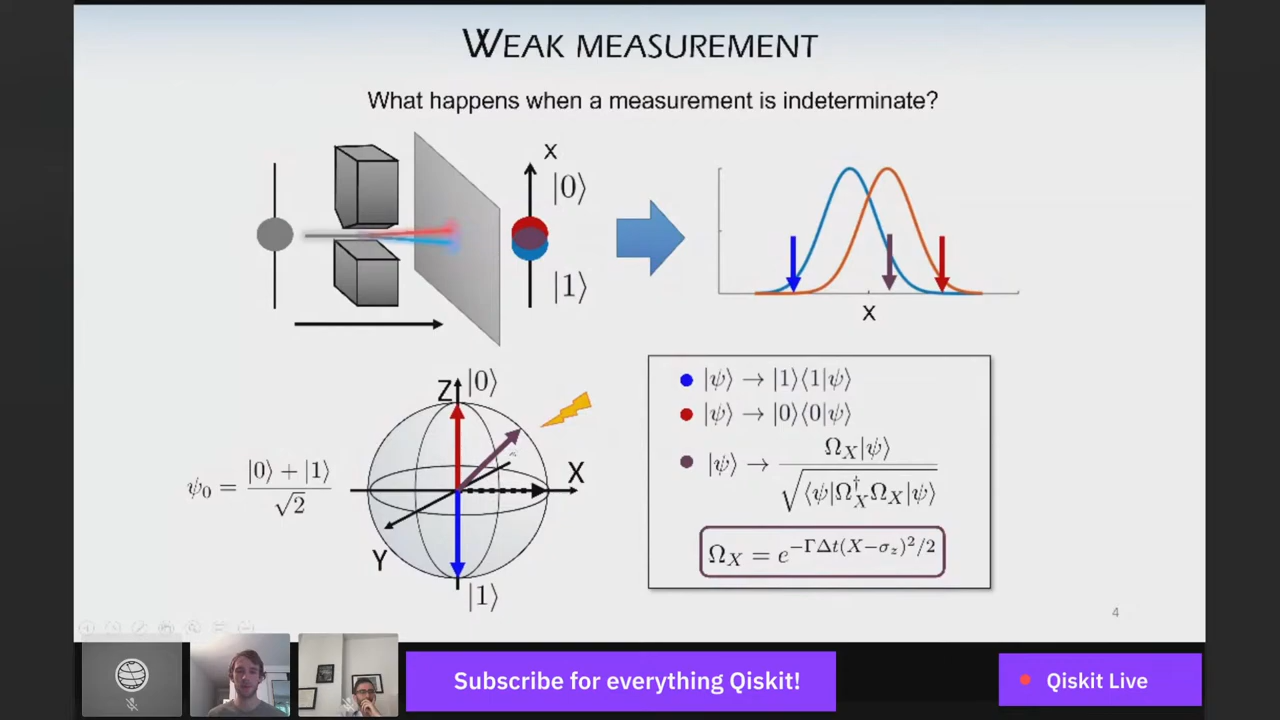 WEAK MEASUREMENT
What happens when a measurement is indeterminate?
X
|0⟩
|1⟩
X
Z
|0⟩
X
Y
|1⟩
ψ₀ = (|0⟩ + |1⟩)/√2
|ψ⟩ → |1⟩⟨1|ψ⟩
|ψ⟩ → |0⟩⟨0|ψ⟩
|ψ⟩ → Ω_X|ψ⟩ / √⟨ψ|Ω_X^†Ω_X|ψ⟩
Ω_X = e^{−ΓΔt(X−σ_z)²/2}
4
Subscribe for everything Qiskit!
Qiskit Live